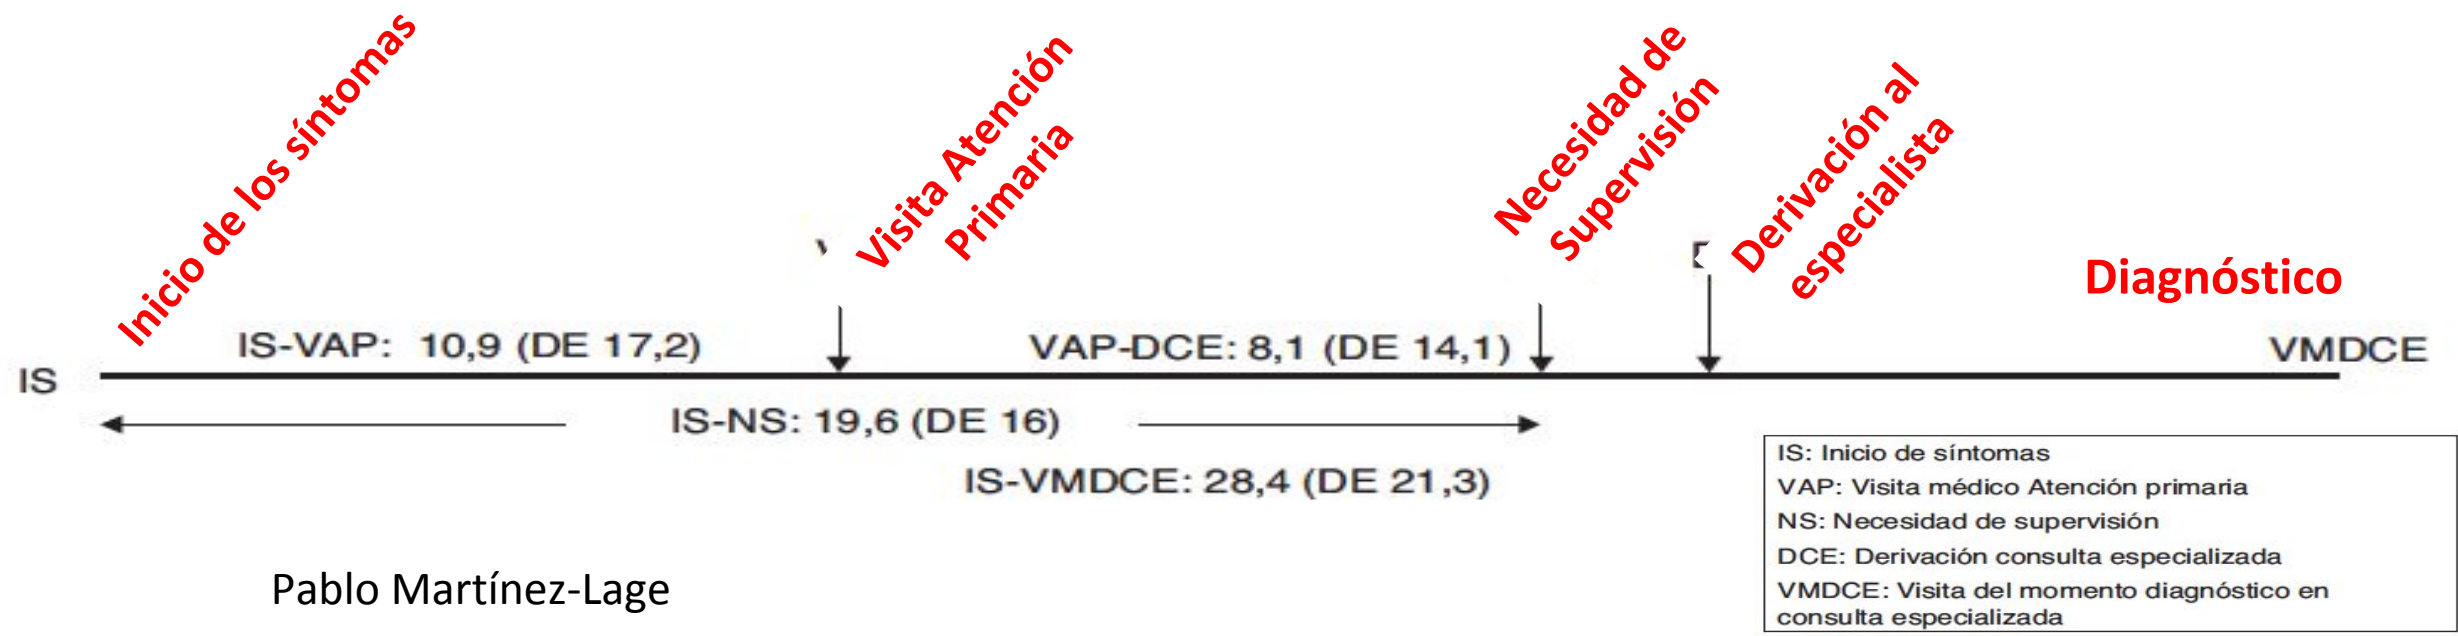 Inicio de los síntomas
Visita Atención
Primaria
Necesidad de
Supervisión
Derivación al
especialista
Diagnóstico
IS-VAP: 10,9 (DE 17,2)
VAP-DCE: 8,1 (DE 14,1)
VMDCE
IS
IS-NS: 19,6 (DE 16)
IS-VMDCE: 28,4 (DE 21,3)
IS: Inicio de síntomas
VAP: Visita médico Atención primaria
NS: Necesidad de supervisión
DCE: Derivación consulta especializada
VMDCE: Visita del momento diagnóstico en
consulta especializada
Pablo Martínez-Lage